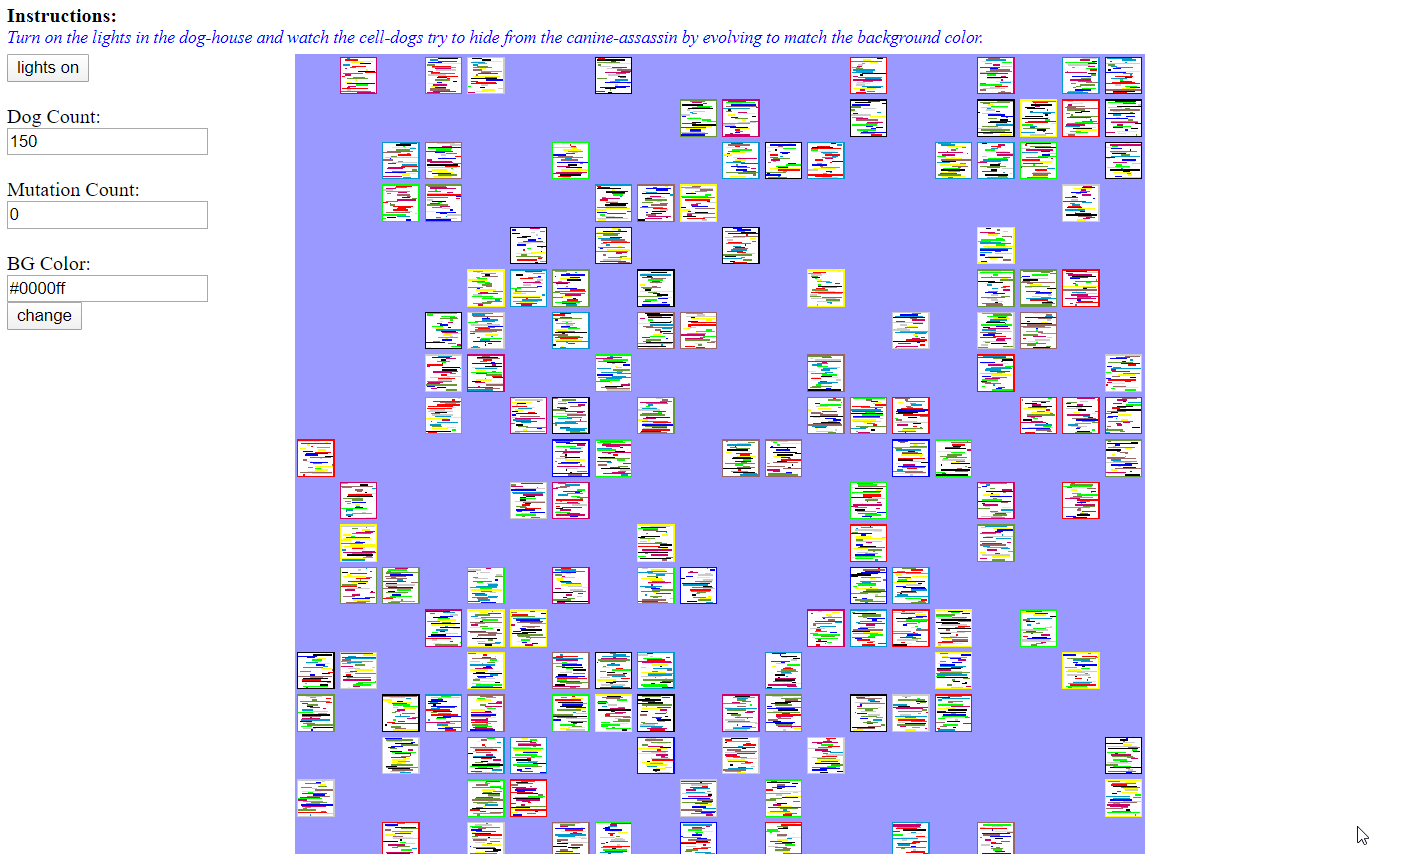 Instructions:
Turn on the lights in the dog-house and watch the cell-dogs try to hide from the canine-assassin by evolving to match the background color.
lights on
Dog Count:
150
Mutation Count:
0
BG Color:
#0000ff
change